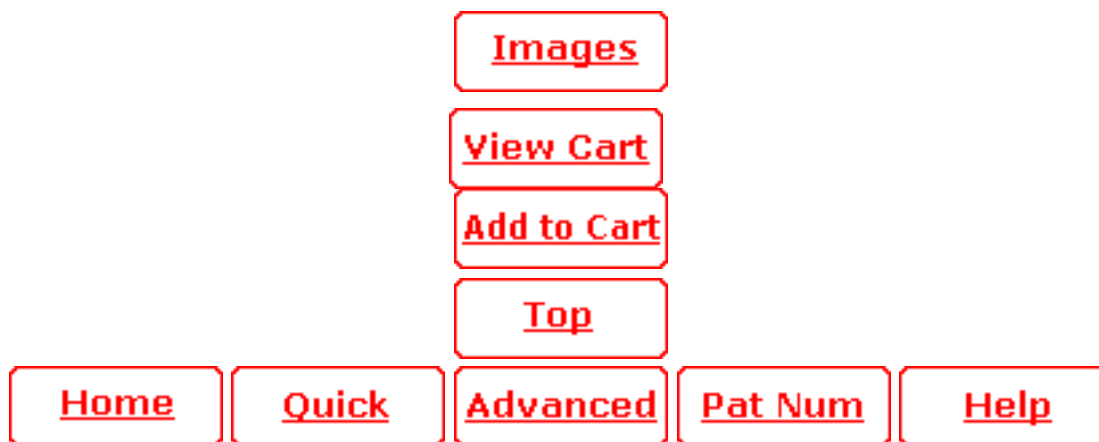 Images
View Cart
Add to Cart
Top
Home Quick Advanced Pat Num Help